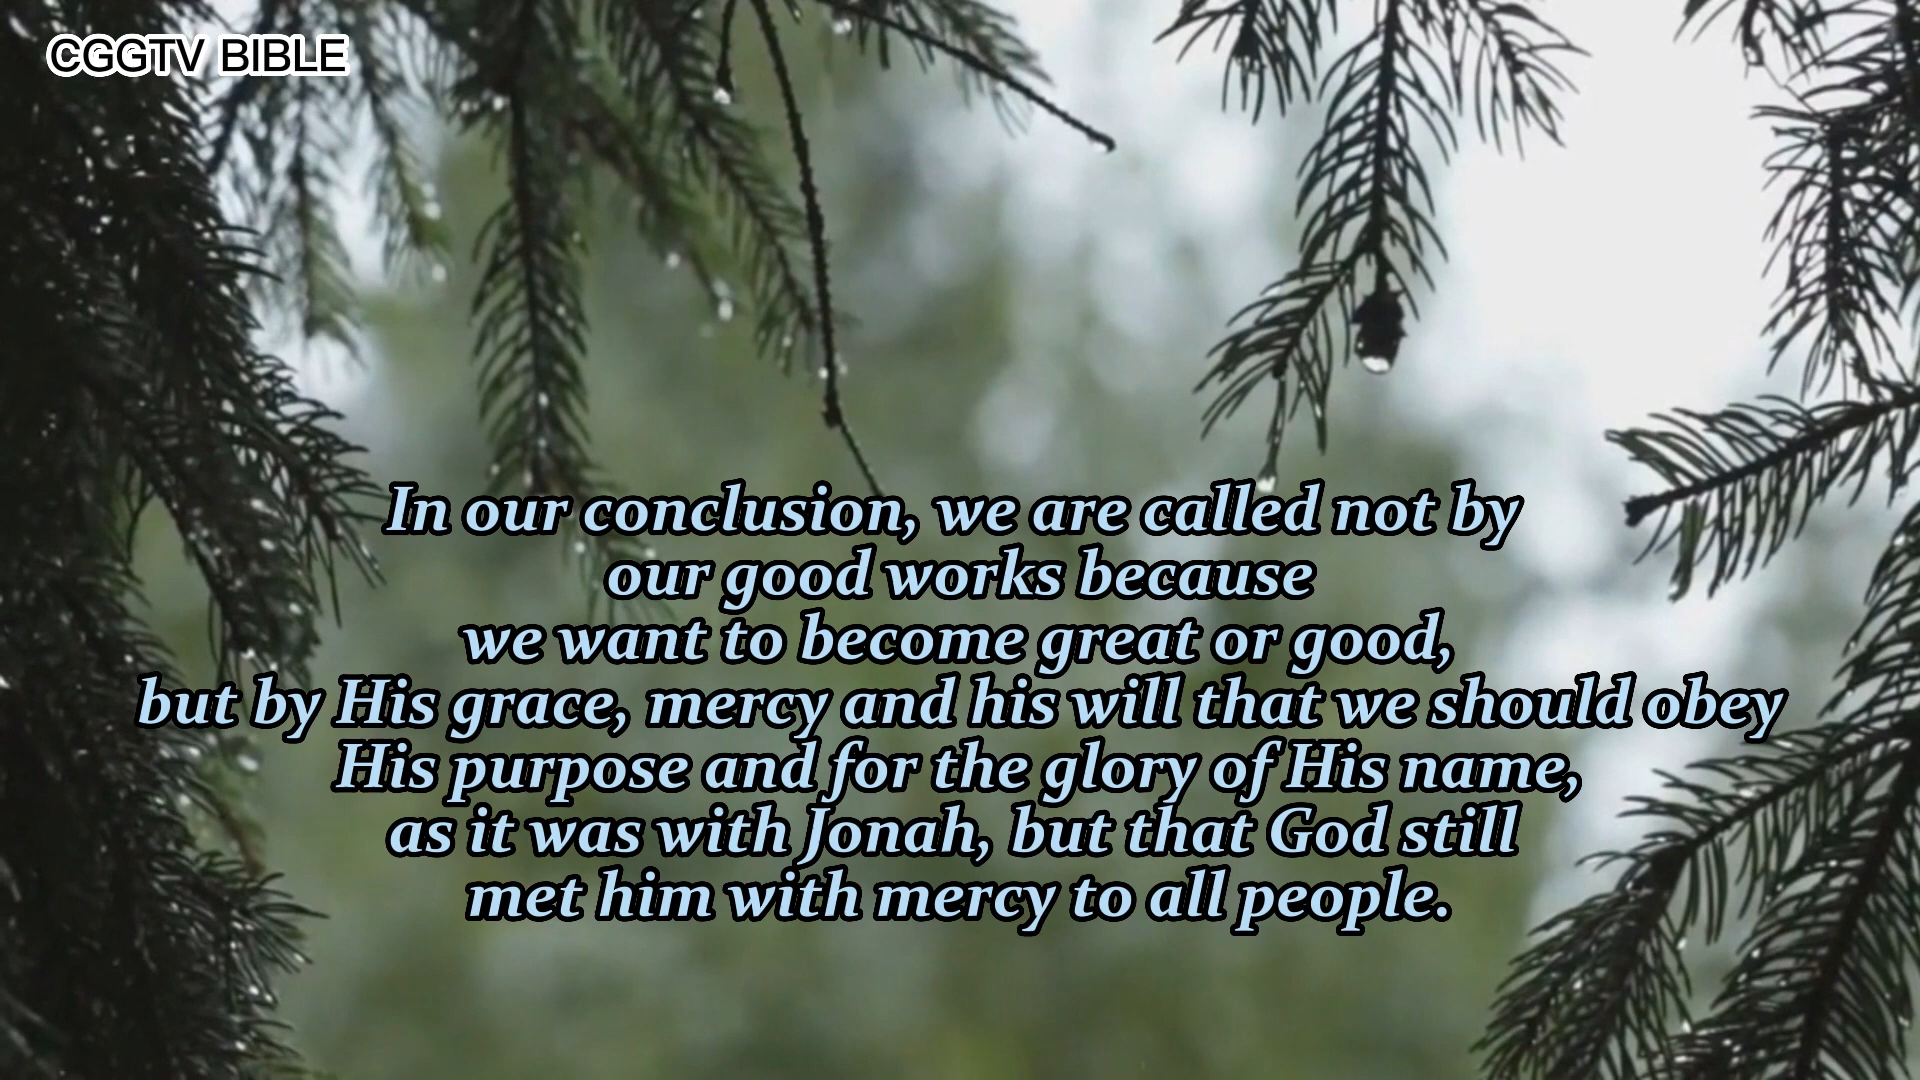 CGGTV BIBLE
In our conclusion, we are called not by
our good works because
we want to become great or good,
but by His grace, mercy and his will that we should obey
His purpose and for the glory of His name,
as it was with Jonah, but that God still
met him with mercy to all people.